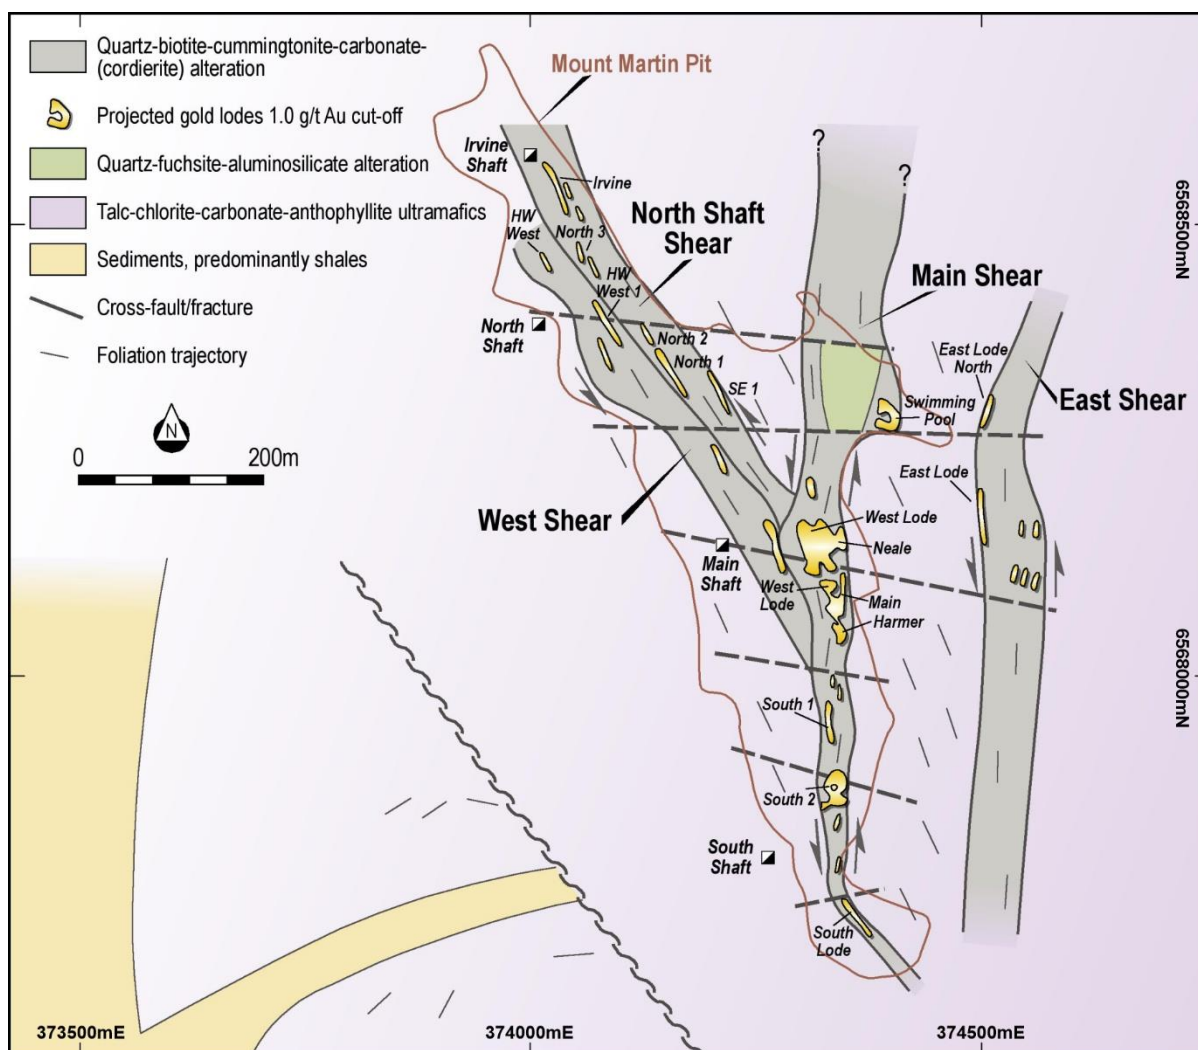 Quartz-biotite-cummingtonite-carbonate-
(cordierite) alteration
Projected gold lodes 1.0 g/t Au cut-off
Quartz-fuchsite-aluminosilicate alteration
Talc-chlorite-carbonate-anthophyllite ultramafics
Sediments, predominantly shales
Cross-fault/fracture
Foliation trajectory
N
0
200m
Mount Martin Pit
Irvine
Shaft
Irvine
HW
West
North 3
North Shaft
Shear
HW
West 1
North
Shaft
North 2
North 1
SE 1
?
?
Main Shear
East Lode
North
Swimming
Pool
East Shear
East Lode
West Shear
West Lode
Neale
Main
Shaft
West
Lode
Main
Harmer
South 1
South 2
South
Shaft
South
Lode
6568500mN
6568000mN
373500mE
374000mE
374500mE